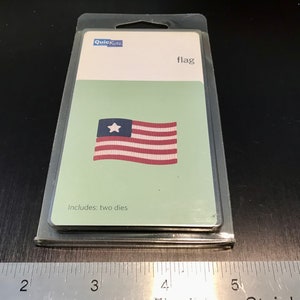 QuicKutz
flag
Includes: two dies
2 3 4 5